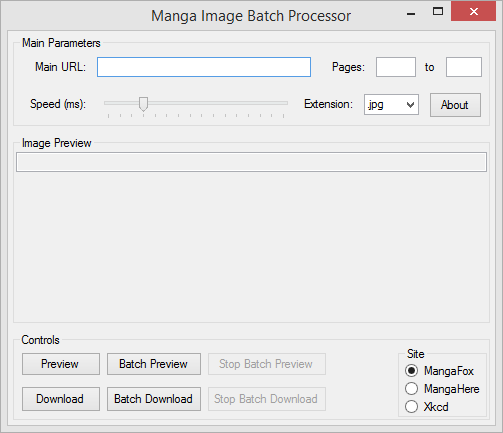 Manga Image Batch Processor
Main Parameters
Main URL: Pages: to
Speed (ms): Extension: .jpg About
Image Preview
Controls
Preview Batch Preview Stop Batch Preview
Download Batch Download Stop Batch Download
Site
MangaFox
MangaHere
Xkcd